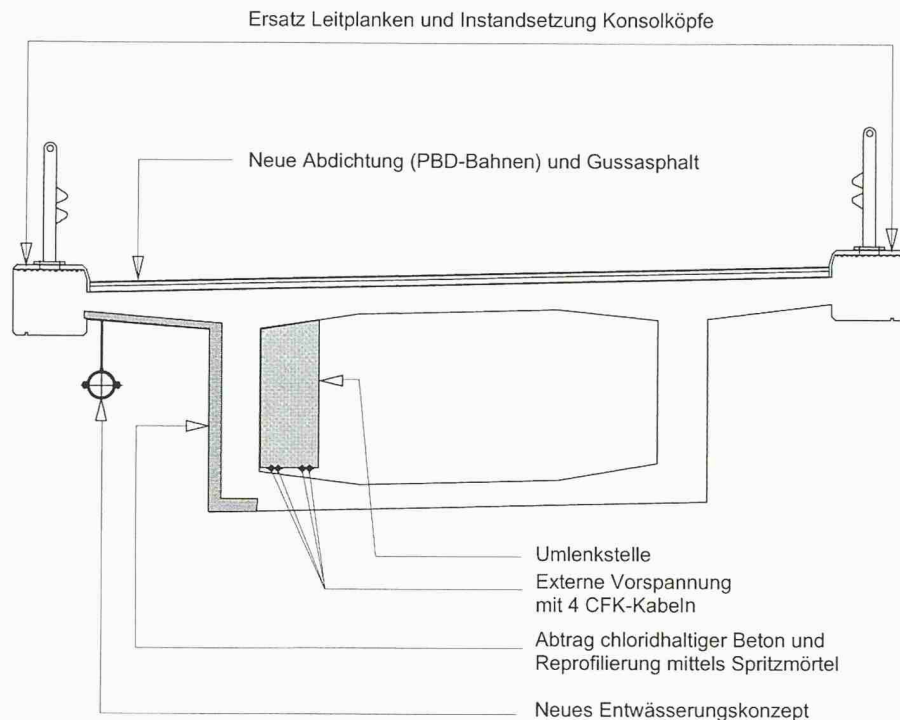 Ersatz Leitplanken und Instandsetzung Konsolköpfe
Neue Abdichtung (PBD-Bahnen) und Gussasphalt
Umlenkstelle
Externe Vorspannung
mit 4 CFK-Kabeln
Abtrag chloridhaltiger Beton und
Reprofilierung mittels Spritzmörtel
Neues Entwässerungskonzept